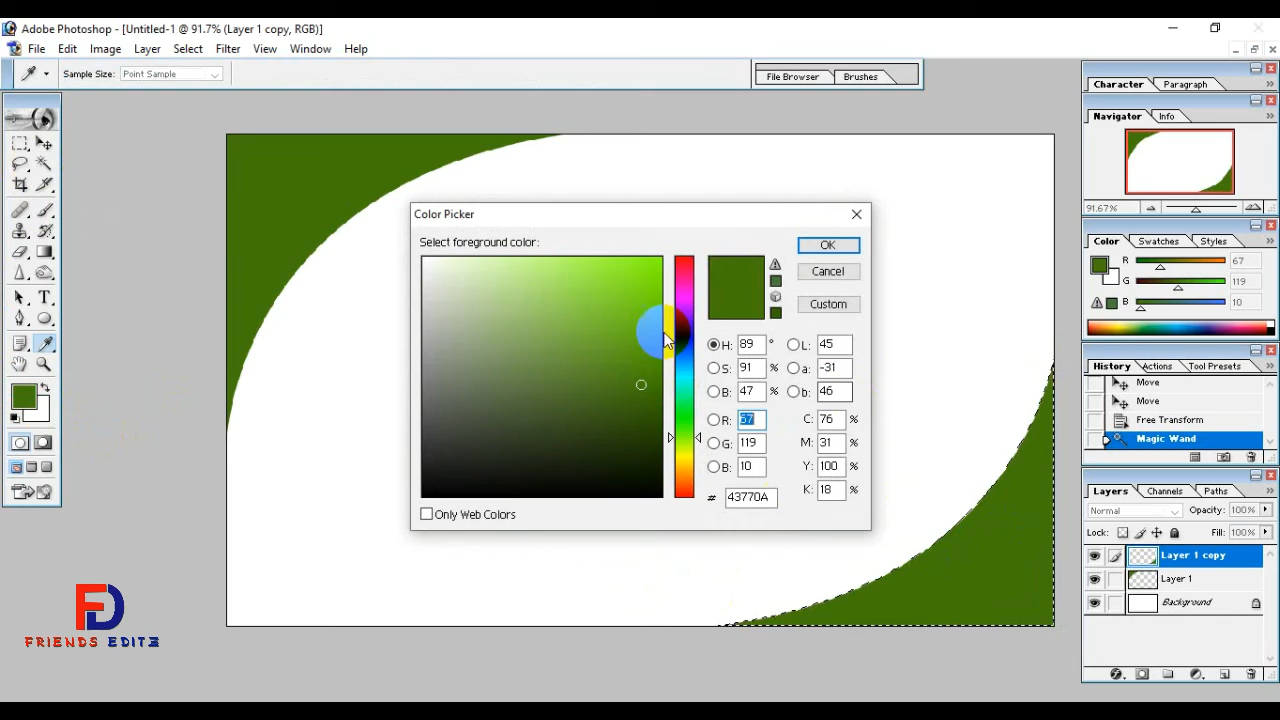 Adobe Photoshop - [Untitled-1 @ 91.7% (Layer 1 copy, RGB)]
File Edit Image Layer Select Filter View Window Help
Sample Size: Point Sample
File Browser Brushes
Character Paragraph
Navigator Info
91.67%
Color Swatches Styles
R 67
G 119
B 10
History Actions Tool Presets
Move
Move
Free Transform
Magic Wand
Layers Channels Paths
Normal Opacity: 100%
Lock: Fill: 100%
Layer 1 copy
Layer 1
Background
Color Picker
Select foreground color:
OK
Cancel
Custom
H: 89 ° L: 45
S: 91 % a: -31
B: 47 % b: 46
R: 67 C: 76 %
G: 119 M: 31 %
B: 10 Y: 100 %
# 43770A K: 18 %
Only Web Colors
FD
FRIENDS EDITZ